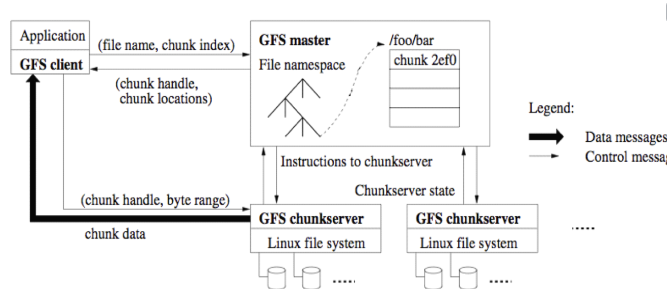 Application
GFS client
(file name, chunk index)
(chunk handle,
chunk locations)
GFS master
File namespace
/foo/bar
chunk 2ef0
Legend:
Data messages
Control messag
Instructions to chunkserver
Chunkserver state
(chunk handle, byte range)
chunk data
GFS chunkserver
Linux file system
GFS chunkserver
Linux file system